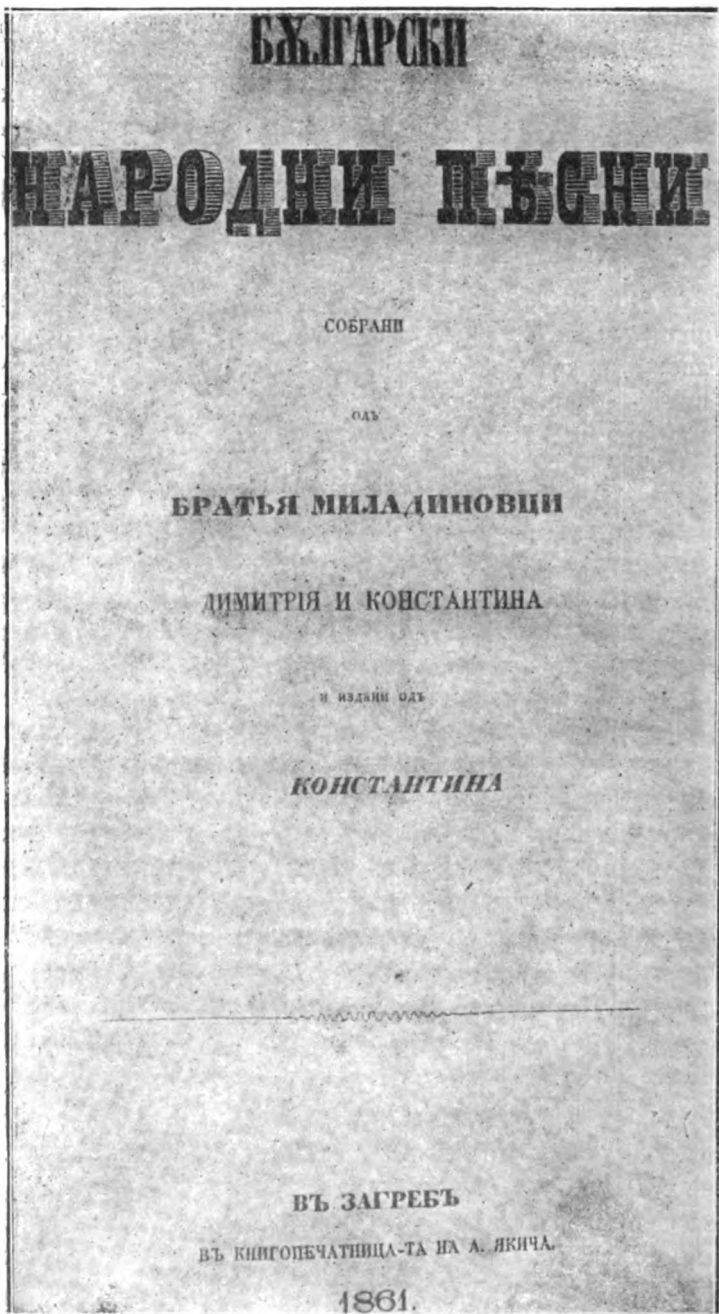 БѪЛГАРСКИ
НАРОДНИ ПѢСНИ
СОБРАНИ
ОДЪ
БРАТЬЯ МИЛАДИНОВЦИ
ДИМИТРІЯ И КОНСТАНТИНА
И ИЗДАНИ ОДЪ
КОНСТАНТИНА
ВЪ ЗАГРЕБЪ
ВЪ КНИГОПЕЧАТНИЦА-ТА НА А. ЯКИЧА.
1861.